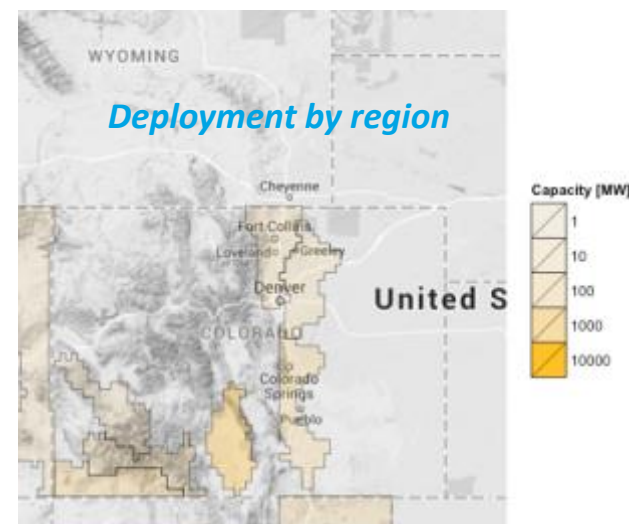 WYOMING
Deployment by region
Cheyenne
Capacity [MW]
1
10
100
1000
10000
Fort Collins
Loveland
Greeley
Denver
United S
COLORADO
Colorado
Springs
Pueblo